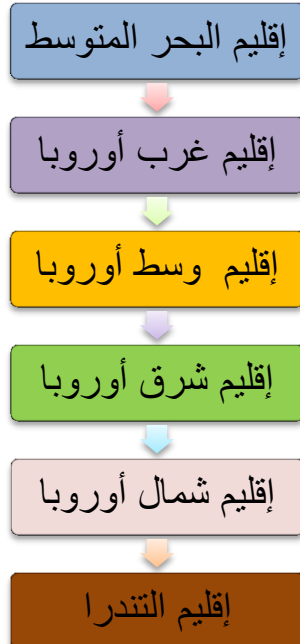 إقليم البحر المتوسط
إقليم غرب أوروبا
إقليم وسط أوروبا
إقليم شرق أوروبا
إقليم شمال أوروبا
إقليم التندرا